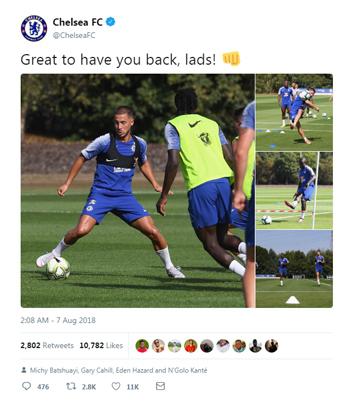 Chelsea FC
@ChelseaFC
Great to have you back, lads! 👊
2:08 AM - 7 Aug 2018
2,802 Retweets 10,782 Likes
Michy Batshuayi, Gary Cahill, Eden Hazard and N'Golo Kanté
476 2.8K 11K